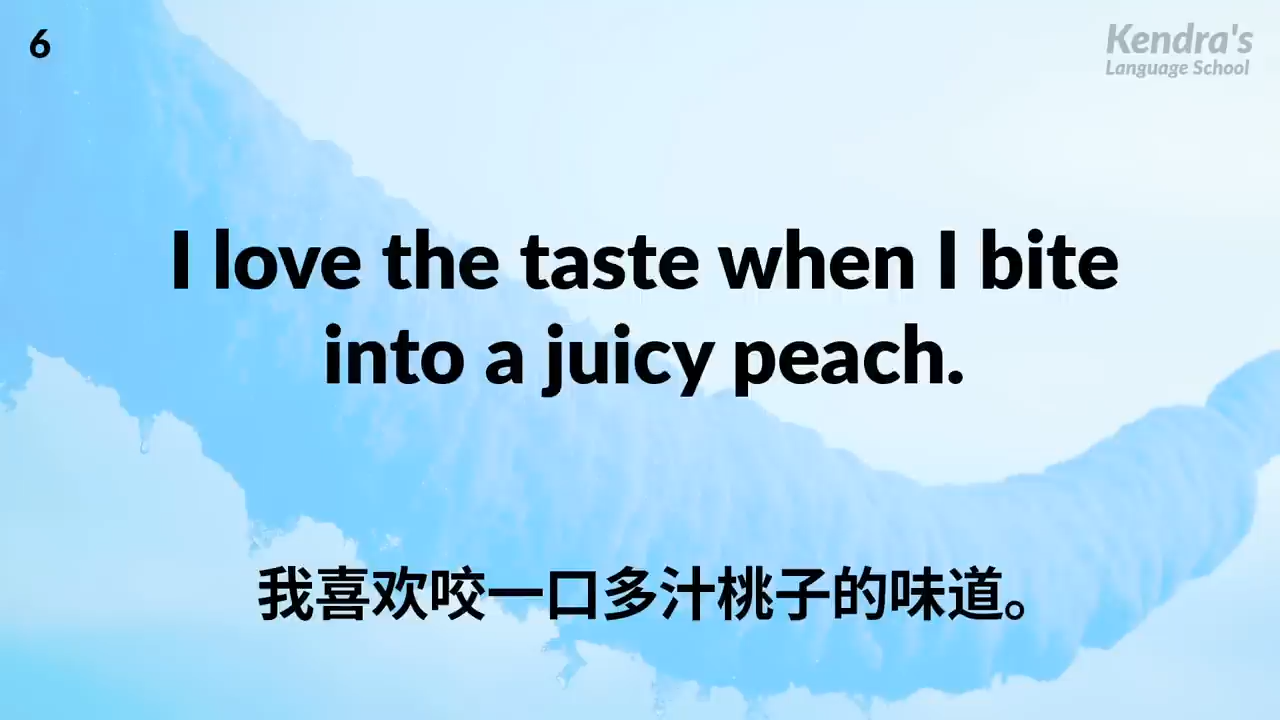 6
Kendra's
Language School
I love the taste when I bite
into a juicy peach.
我喜欢咬一口多汁桃子的味道。